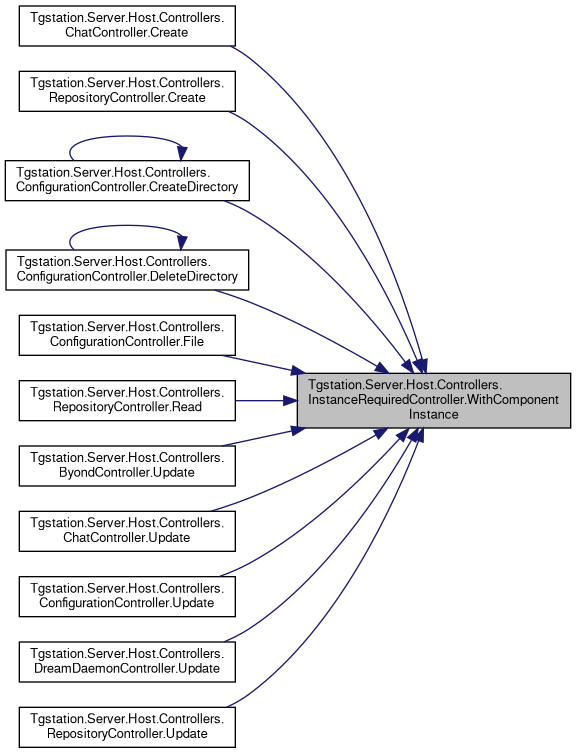 Tgstation.Server.Host.Controllers.
ChatController.Create
Tgstation.Server.Host.Controllers.
RepositoryController.Create
Tgstation.Server.Host.Controllers.
ConfigurationController.CreateDirectory
Tgstation.Server.Host.Controllers.
ConfigurationController.DeleteDirectory
Tgstation.Server.Host.Controllers.
ConfigurationController.File
Tgstation.Server.Host.Controllers.
InstanceRequiredController.WithComponent
Instance
Tgstation.Server.Host.Controllers.
RepositoryController.Read
Tgstation.Server.Host.Controllers.
ByondController.Update
Tgstation.Server.Host.Controllers.
ChatController.Update
Tgstation.Server.Host.Controllers.
ConfigurationController.Update
Tgstation.Server.Host.Controllers.
DreamDaemonController.Update
Tgstation.Server.Host.Controllers.
RepositoryController.Update